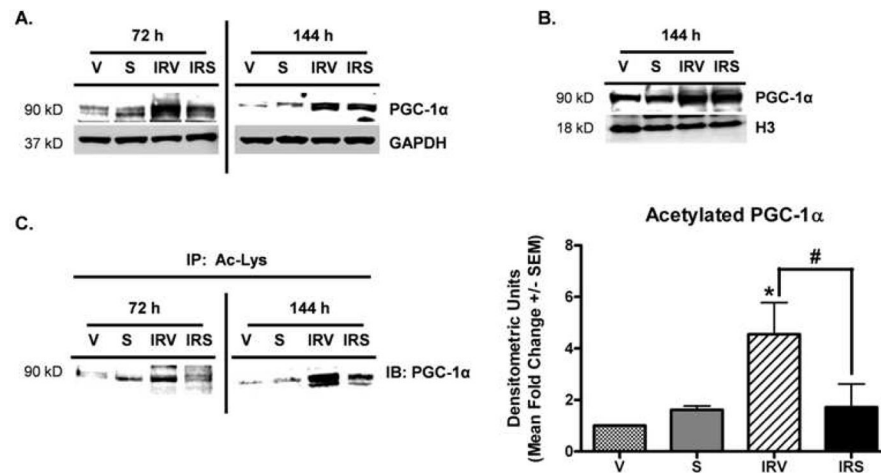 A.
72 h
144 h
V S IRV IRS
V S IRV IRS
90 kD
PGC-1α
37 kD
GAPDH
B.
144 h
V S IRV IRS
90 kD
PGC-1α
18 kD
H3
C.
IP: Ac-Lys
72 h
144 h
V S IRV IRS
V S IRV IRS
90 kD
IB: PGC-1α
Acetylated PGC-1α
Densitometric Units
(Mean Fold Change +/- SEM)
8
6
4
2
0
*
#
V S IRV IRS